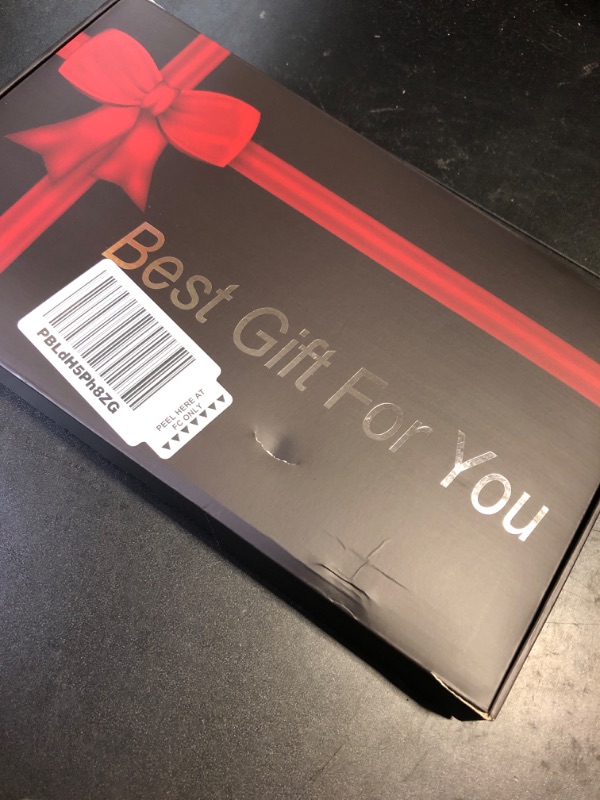 Best Gift For You
PBLdH5Ph8ZG
PEEL HERE AT
FC ONLY